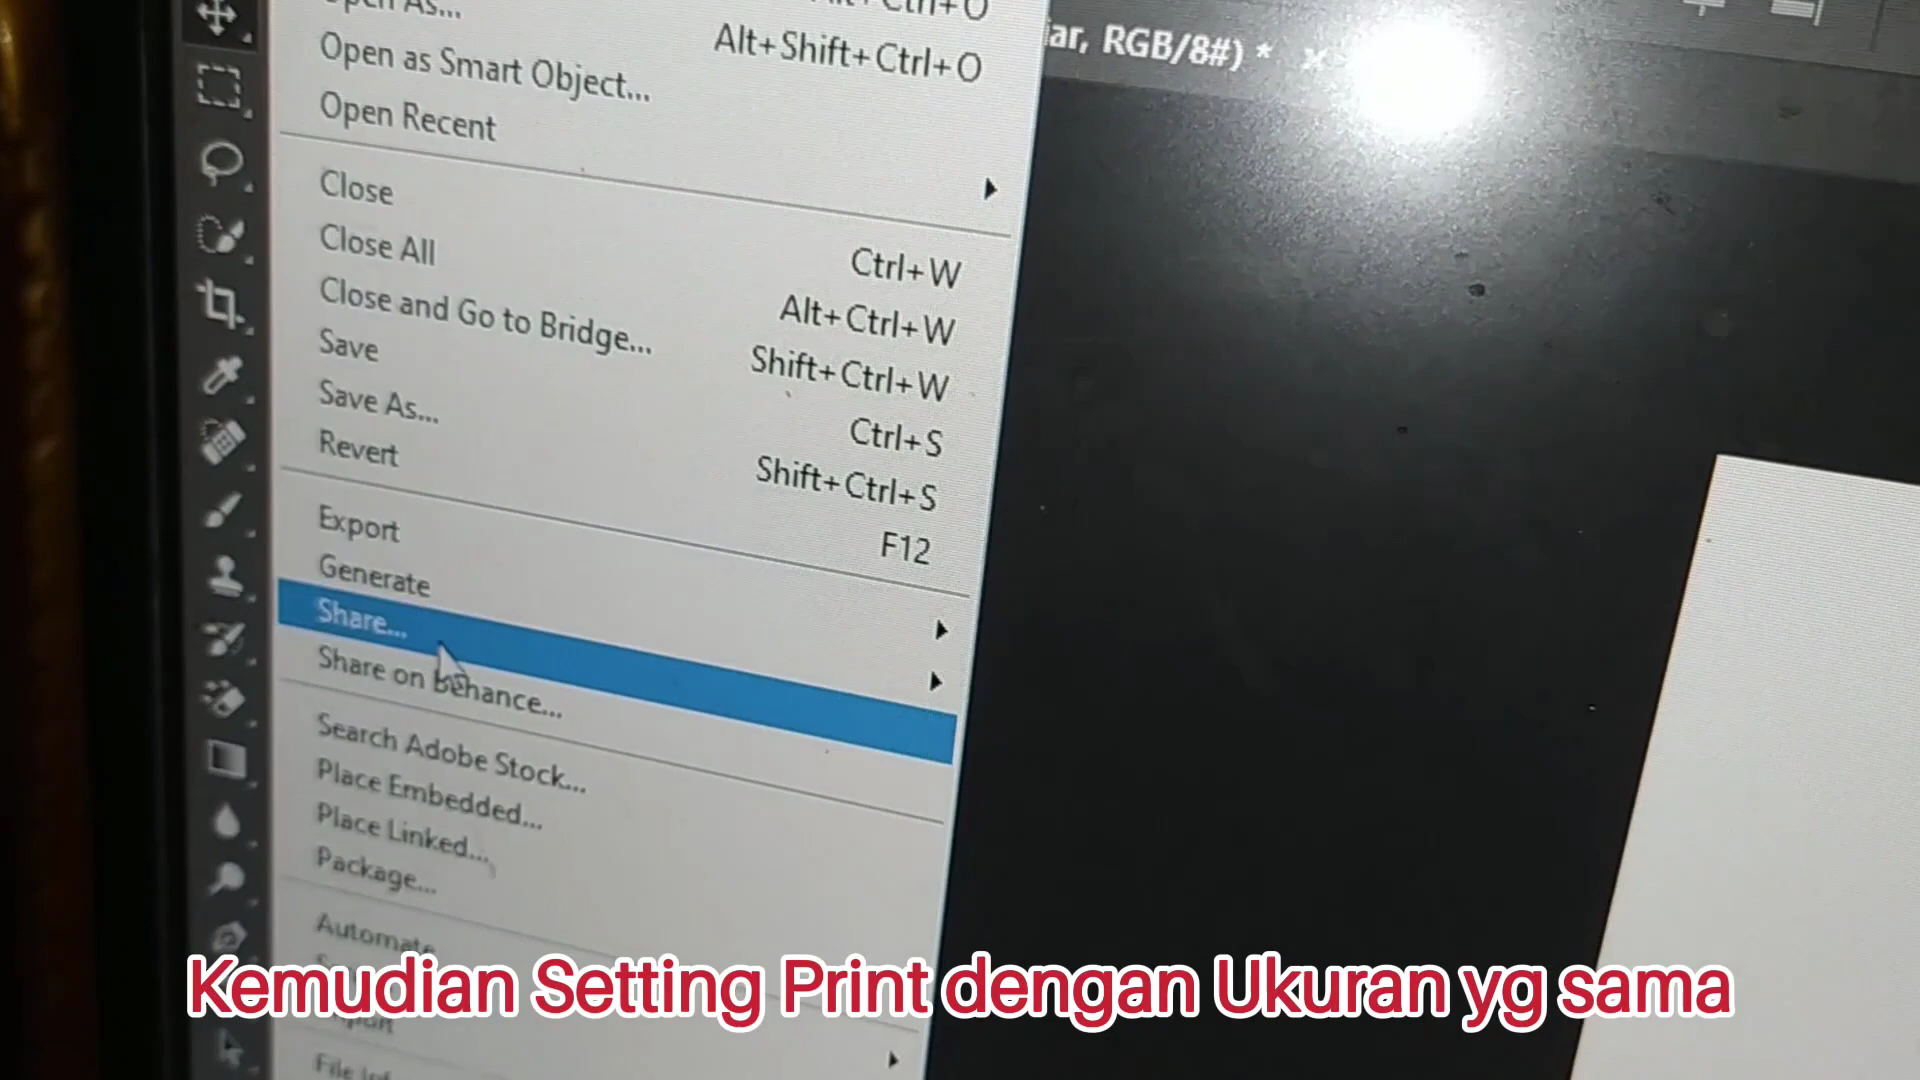 Alt+Shift+Ctrl+O
Open as Smart Object...
Open Recent
Close
Ctrl+W
Close All
Alt+Ctrl+W
Close and Go to Bridge...
Shift+Ctrl+W
Save
Ctrl+S
Save As...
Shift+Ctrl+S
Revert
F12
Export
Generate
Share...
Share on Behance...
Search Adobe Stock...
Place Embedded...
Place Linked...
Package...
Automate
RGB/8#) *
Kemudian Setting Print dengan Ukuran yg sama